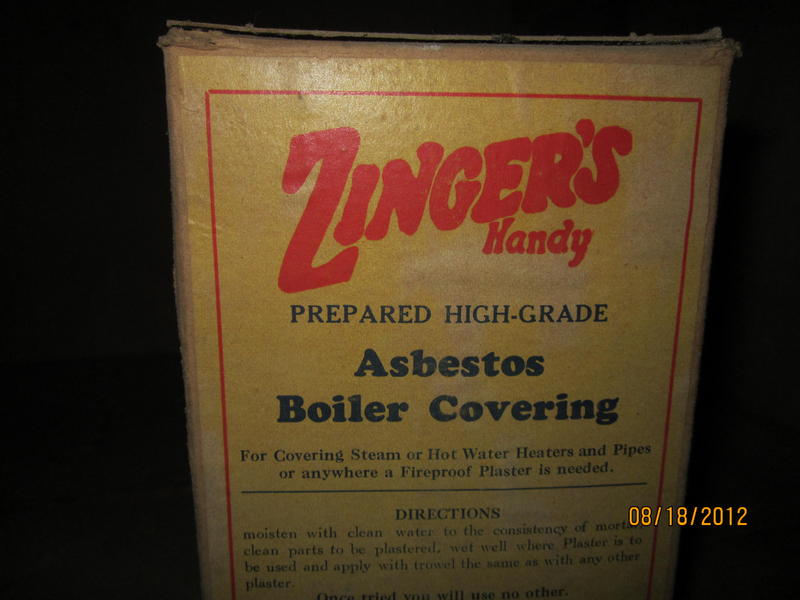 ZINGER'S
Handy
PREPARED HIGH-GRADE
Asbestos
Boiler Covering
For Covering Steam or Hot Water Heaters and Pipes
or anywhere a Fireproof Plaster is needed.
DIRECTIONS
moisten with clean water to the consistency of mortar
clean parts to be plastered, wet well where Plaster is to
be used and apply with trowel the same as with any other
plaster.
Once tried you will use no other.
08/18/2012